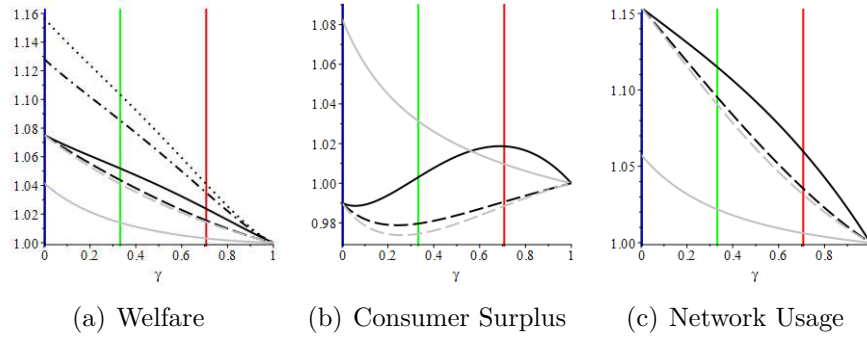 1.16
1.14
1.12
1.10
1.08
1.06
1.04
1.02
1.00
0 0.2 0.4 0.6 0.8 1
γ
(a) Welfare
1.08
1.06
1.04
1.02
1.00
0.98
0 0.2 0.4 0.6 0.8 1
γ
(b) Consumer Surplus
1.15
1.10
1.05
1.00
0 0.2 0.4 0.6 0.8
γ
(c) Network Usage